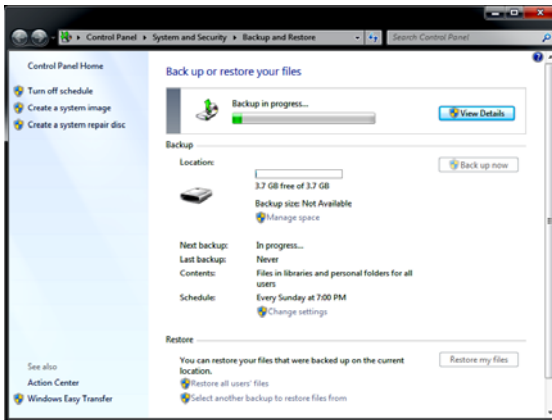 Control Panel ▸ System and Security ▸ Backup and Restore
Search Control Panel
Control Panel Home
Turn off schedule
Create a system image
Create a system repair disc
Back up or restore your files
Backup in progress...
View Details
Backup
Location:
Back up now
3.7 GB free of 3.7 GB
Backup size: Not Available
Manage space
Next backup: In progress...
Last backup: Never
Contents: Files in libraries and personal folders for all
users
Schedule: Every Sunday at 7:00 PM
Change settings
Restore
You can restore your files that were backed up on the current
location.
Restore my files
Restore all users' files
Select another backup to restore files from
See also
Action Center
Windows Easy Transfer